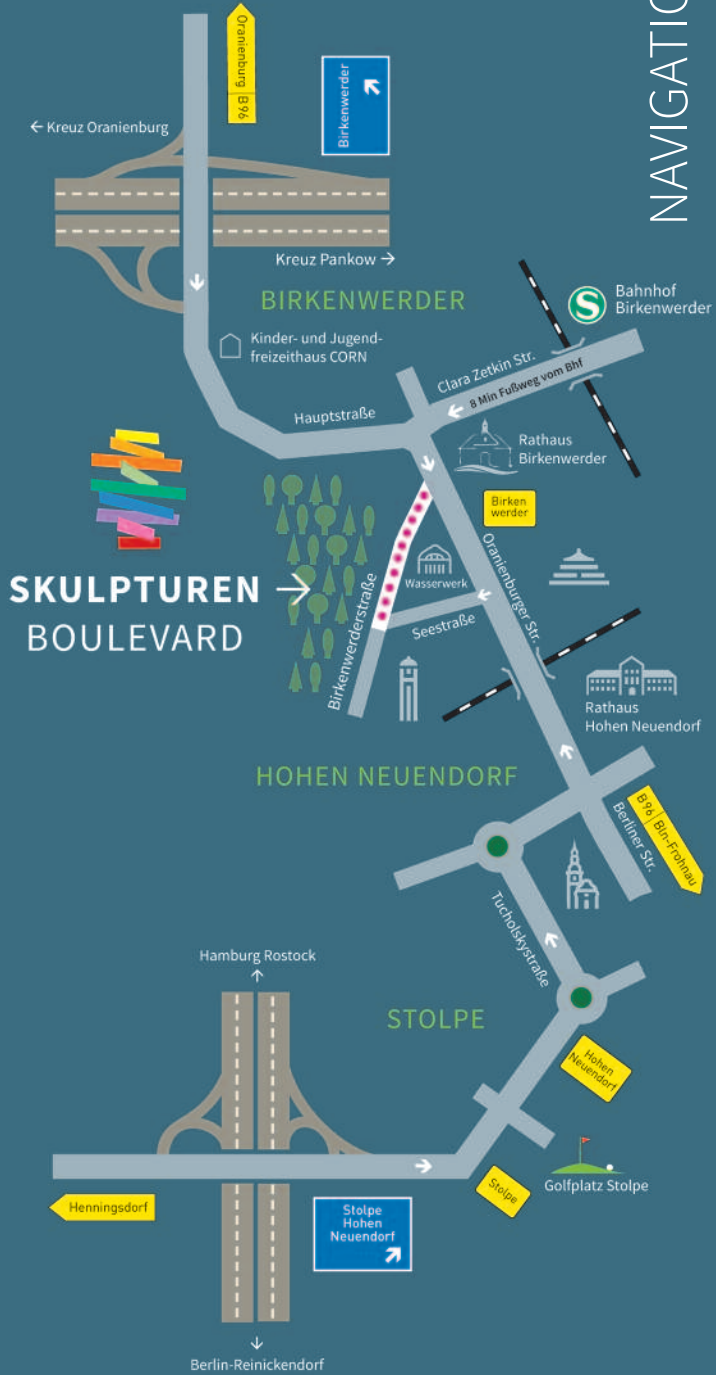 NAVIGATIO
Oranienburg | B 96
Birkenwerder
← Kreuz Oranienburg
Kreuz Pankow →
BIRKENWERDER
S
Bahnhof
Birkenwerder
Kinder- und Jugend-
freizeithaus CORN
Clara Zetkin Str.
8 Min Fußweg vom Bhf
Hauptstraße
Rathaus
Birkenwerder
Birken
werder
SKULPTUREN →
BOULEVARD
Wasserwerk
Oranienburger Str.
Seestraße
Birkenwerderstraße
Rathaus
Hohen Neuendorf
HOHEN NEUENDORF
B 96 | Bln-Frohnau
Berliner Str.
Tucholskystraße
Hamburg Rostock
↑
STOLPE
Hohen
Neuendorf
Stolpe
Golfplatz Stolpe
Henningsdorf
Stolpe
Hohen
Neuendorf
↓
Berlin-Reinickendorf